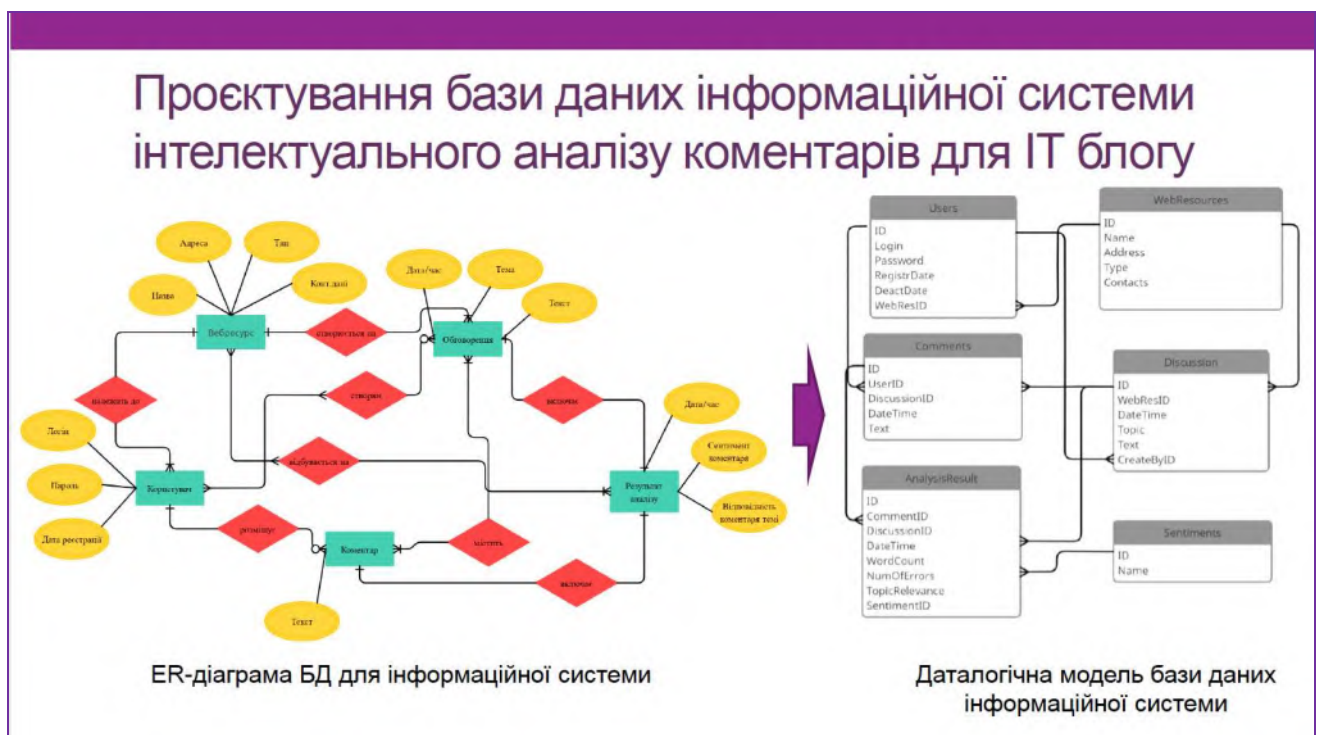 Проєктування бази даних інформаційної системи
інтелектуального аналізу коментарів для ІТ блогу
Адреса
Тип
Назва
Конт.дані
Вебресурс
створюється на
Дата/час
Тема
Текст
Обговорення
належить до
створює
включає
відбувається на
Логін
Пароль
Дата реєстрації
Користувач
розміщує
Коментар
містить
включає
Текст
Дата/час
Сентимент
коментаря
Відповідність
коментаря темі
Результат
аналізу
ER-діаграма БД для інформаційної системи
Users
ID
Login
Password
RegistrDate
DeactDate
WebResID
WebResources
ID
Name
Address
Type
Contacts
Comments
ID
UserID
DiscussionID
DateTime
Text
Discussion
ID
WebResID
DateTime
Topic
Text
CreateByID
AnalysisResult
ID
CommentID
DiscussionID
DateTime
WordCount
NumOfErrors
TopicRelevance
SentimentID
Sentiments
ID
Name
Даталогічна модель бази даних
інформаційної системи